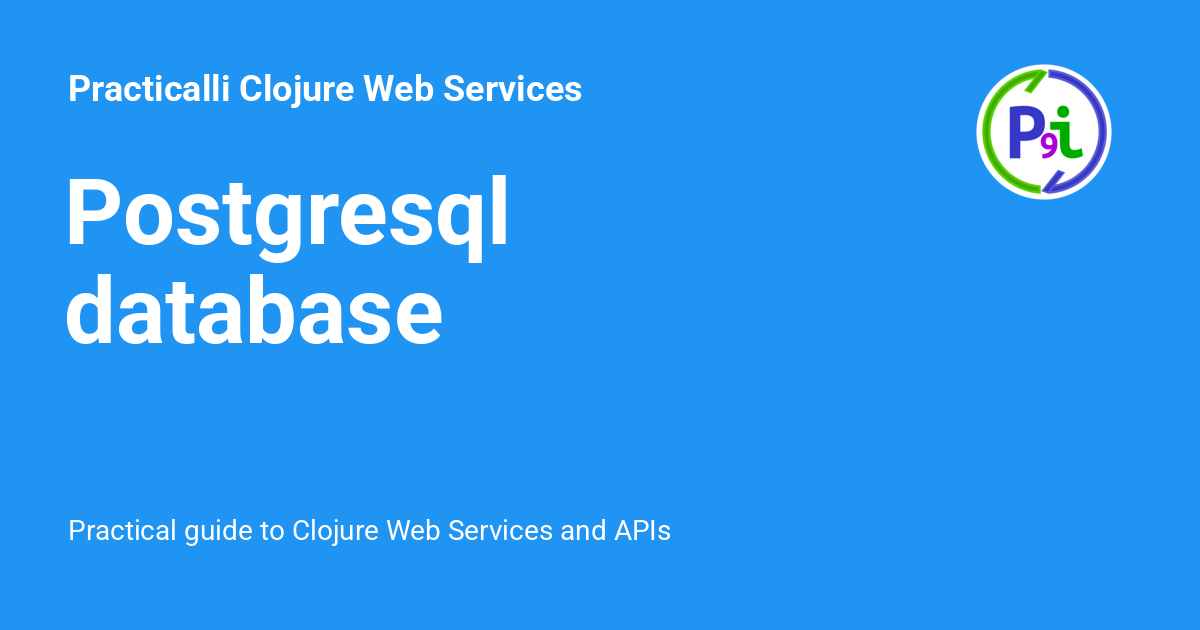 Practicalli Clojure Web Services
P9i
Postgresql
database
Practical guide to Clojure Web Services and APIs